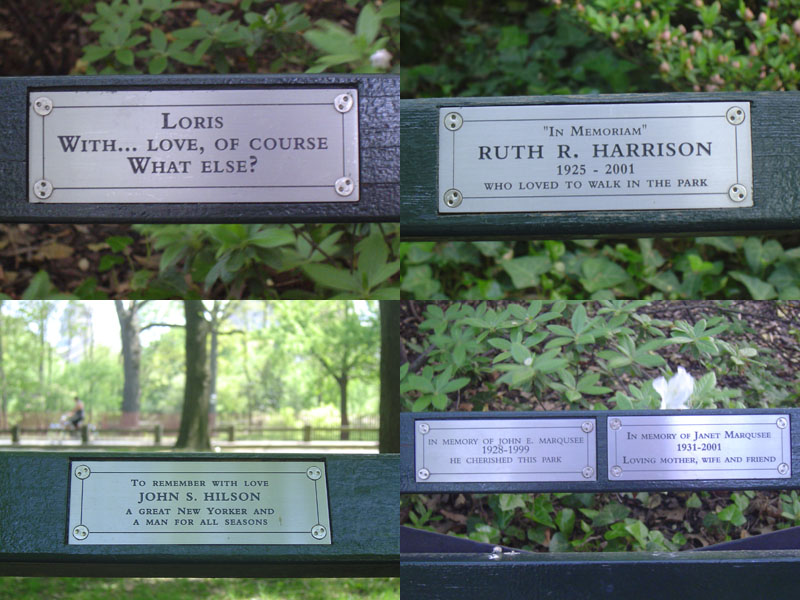 Loris
With... love, of course
What else?
"In Memoriam"
RUTH R. HARRISON
1925 - 2001
who loved to walk in the park
To remember with love
JOHN S. HILSON
a great New Yorker and
a man for all seasons
In memory of John E. Marqusee
1928-1999
He cherished this park
In memory of Janet Marqusee
1931-2001
Loving mother, wife and friend